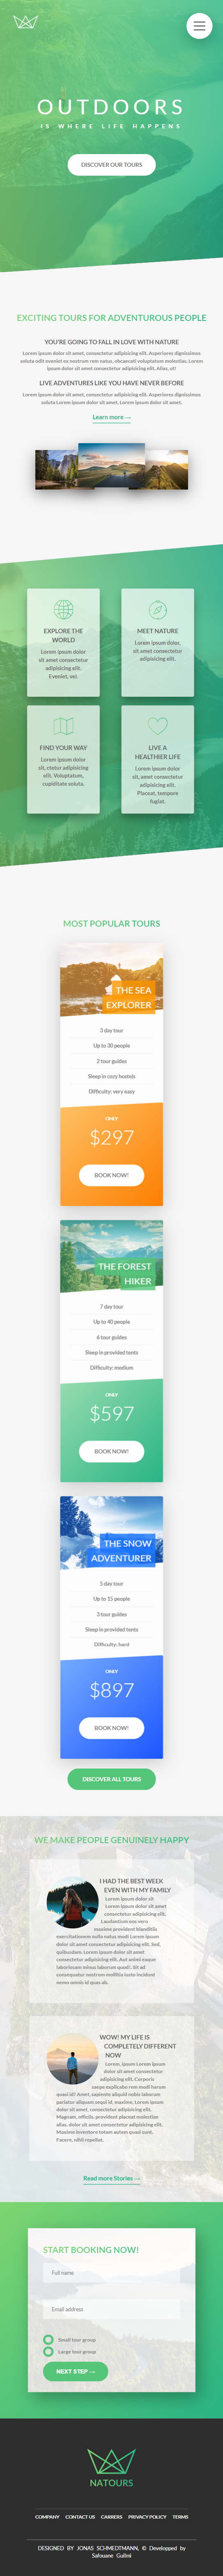 OUTDOORS
IS WHERE LIFE HAPPENS
DISCOVER OUR TOURS
EXCITING TOURS FOR ADVENTUROUS PEOPLE
YOU'RE GOING TO FALL IN LOVE WITH NATURE
Lorem ipsum dolor sit amet, consectetur adipisicing elit. Asperiores dignissimos
soluta edit eveniet ea nostrum rem natus, obcaecati voluptatum molestias. Lorem
ipsum dolor sit amet consectetur adipisicing elit. Alias, ut!
LIVE ADVENTURES LIKE YOU HAVE NEVER BEFORE
Lorem ipsum dolor sit amet, consectetur adipisicing elit. Asperiores dignissimos
soluta Lorem ipsum dolor sit amet. Lorem ipsum dolor sit amet.
Learn more →
EXPLORE THE
WORLD
Lorem ipsum dolor
sit amet consectetur
adipisicing elit.
Eveniet, vel.
MEET NATURE
Lorem ipsum dolor,
sit amet consectetur
adipisicing elit.
FIND YOUR WAY
Lorem ipsum dolor
sit, ctetur adipisicing
elit. Voluptatum,
cupiditate soluta.
LIVE A
HEALTHIER LIFE
Lorem ipsum dolor
sit, amet consectetur
adipisicing elit.
Placeat, tempore
fugiat.
MOST POPULAR TOURS
THE SEA
EXPLORER
3 day tour
Up to 30 people
2 tour guides
Sleep in cozy hostels
Difficulty: very easy
ONLY
$297
BOOK NOW!
THE FOREST
HIKER
7 day tour
Up to 40 people
6 tour guides
Sleep in provided tents
Difficulty: medium
ONLY
$597
BOOK NOW!
THE SNOW
ADVENTURER
5 day tour
Up to 15 people
3 tour guides
Sleep in provided tents
Difficulty: hard
ONLY
$897
BOOK NOW!
DISCOVER ALL TOURS
WE MAKE PEOPLE GENUINELY HAPPY
I HAD THE BEST WEEK
EVEN WITH MY FAMILY
Lorem ipsum dolor sit
Lorem ipsum dolor sit amet
consectetur adipisicing elit.
Laudantium eos vero
maxime provident blanditiis
exercitationem nulla natus modi Lorem ipsum
dolor sit amet consectetur adipisicing elit. Sed,
quibusdam. Lorem ipsum dolor sit amet
consectetur adipisicing elit. Aut animi eaque
laboriosam minus laborum quasi!. Sit ad
consequatur nostrum mollitia iusto incidunt
nemo omnis id quos ab.
WOW! MY LIFE IS
COMPLETELY DIFFERENT
NOW
Lorem, ipsum Lorem ipsum
dolor sit amet consectetur
adipisicing elit. Corporis
saepe explicabo rem modi harum
quasi id? Amet, sapiente aliquid nobis laborum
pariatur aliquam sequi id, maxime. Lorem ipsum
dolor sit amet, consectetur adipisicing elit.
Magnam, officiis. provident placeat molestiae
alias. dolor sit amet consectetur adipisicing elit.
Maxime inventore totam autem quasi sunt.
Facere, nihil repellat.
Read more Stories →
START BOOKING NOW!
Full name
Email address
Small tour group
Large tour group
NEXT STEP →
NATOURS
COMPANY CONTACT US CARRERS PRIVACY POLICY TERMS
DESIGNED BY JONAS SCHMEDTMANN, © Developped by
Safouane Guilmi